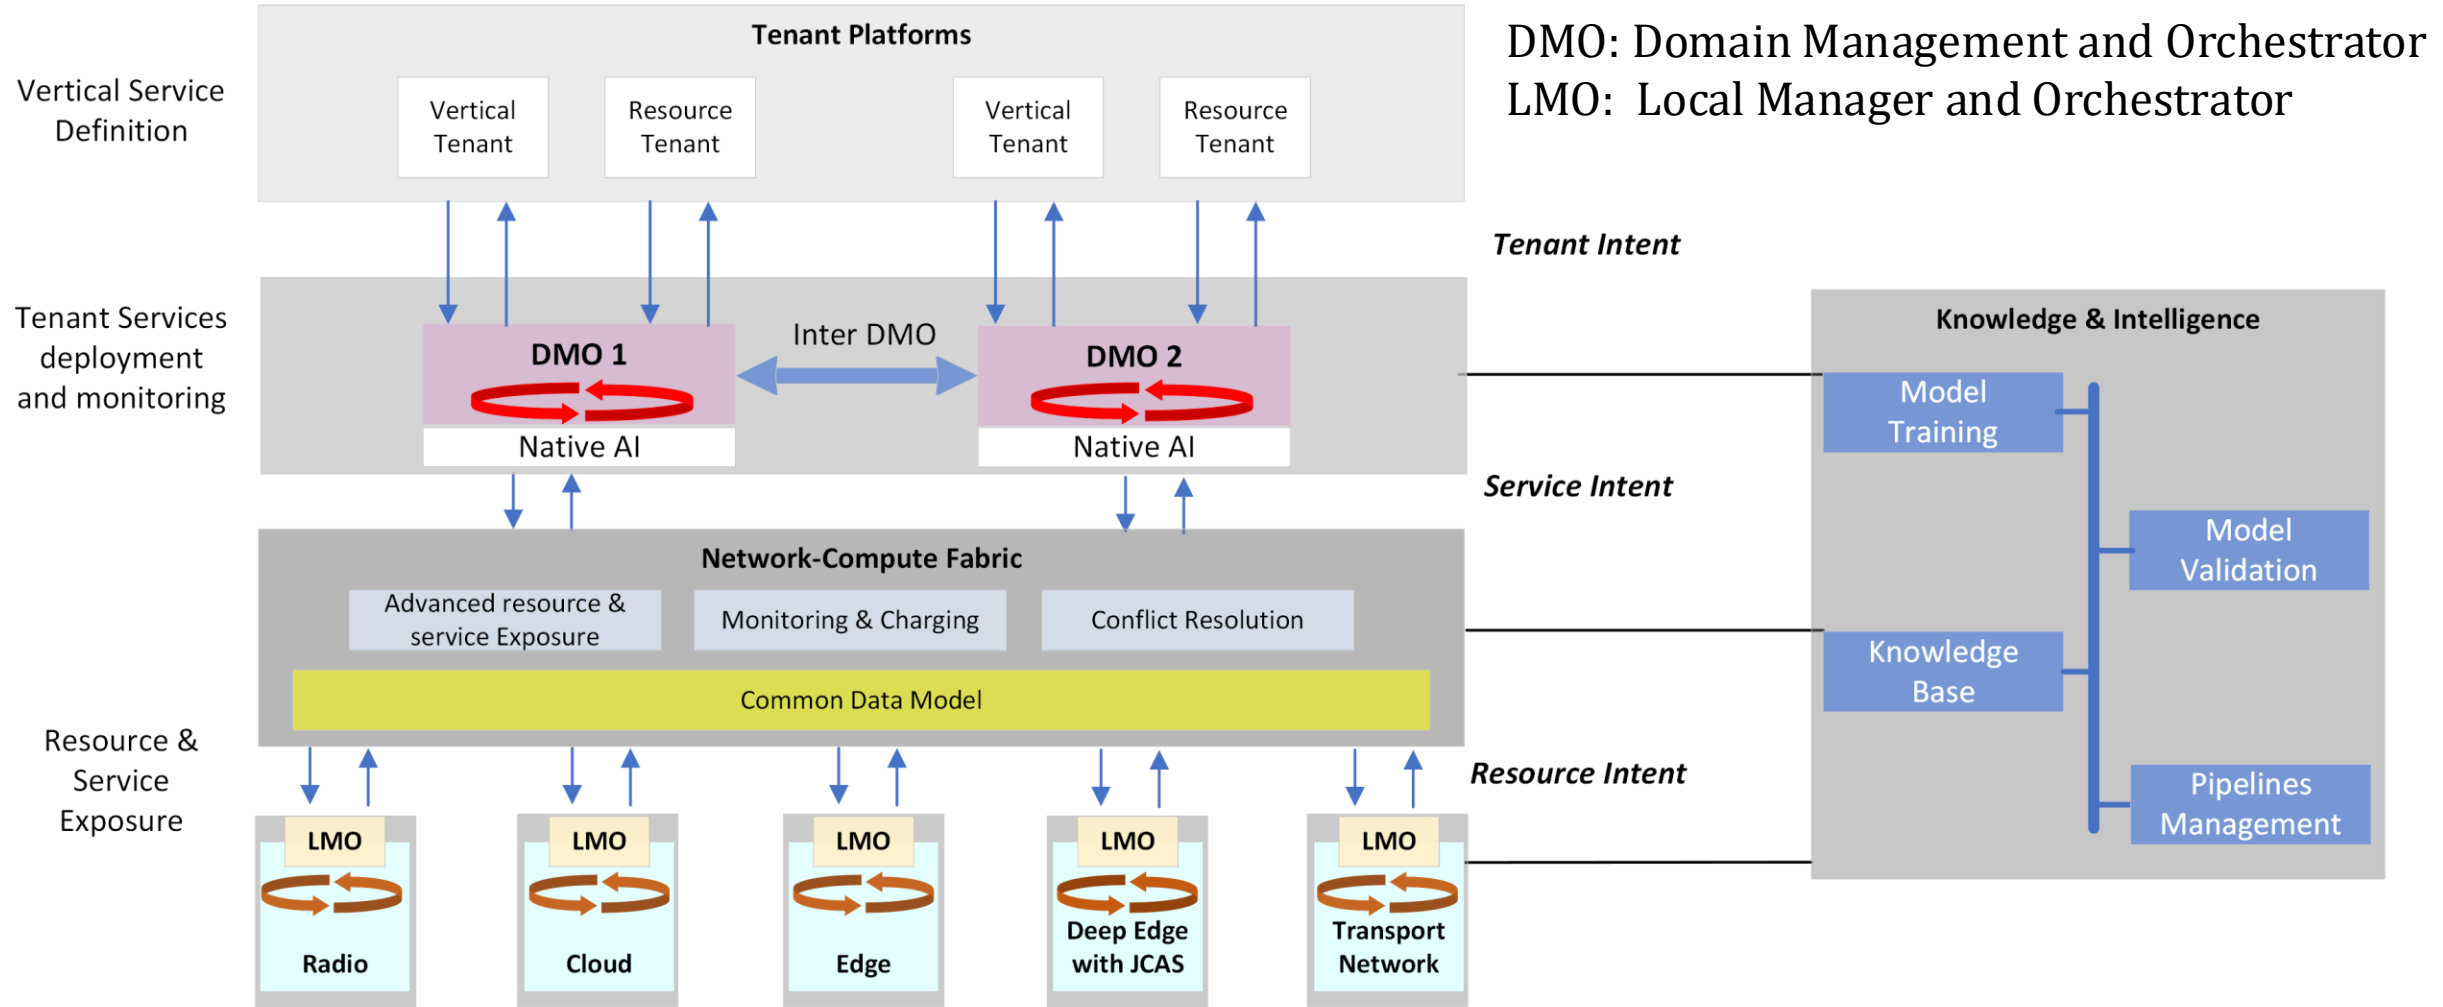 Tenant Platforms
DMO: Domain Management and Orchestrator
LMO: Local Manager and Orchestrator
Vertical Service
Definition
Vertical
Tenant
Resource
Tenant
Vertical
Tenant
Resource
Tenant
Tenant Intent
Tenant Services
deployment
and monitoring
DMO 1
Native AI
Inter DMO
DMO 2
Native AI
Service Intent
Network-Compute Fabric
Advanced resource &
service Exposure
Monitoring & Charging
Conflict Resolution
Common Data Model
Resource &
Service
Exposure
Resource Intent
LMO
Radio
LMO
Cloud
LMO
Edge
LMO
Deep Edge
with JCAS
LMO
Transport
Network
Knowledge & Intelligence
Model
Training
Model
Validation
Knowledge
Base
Pipelines
Management